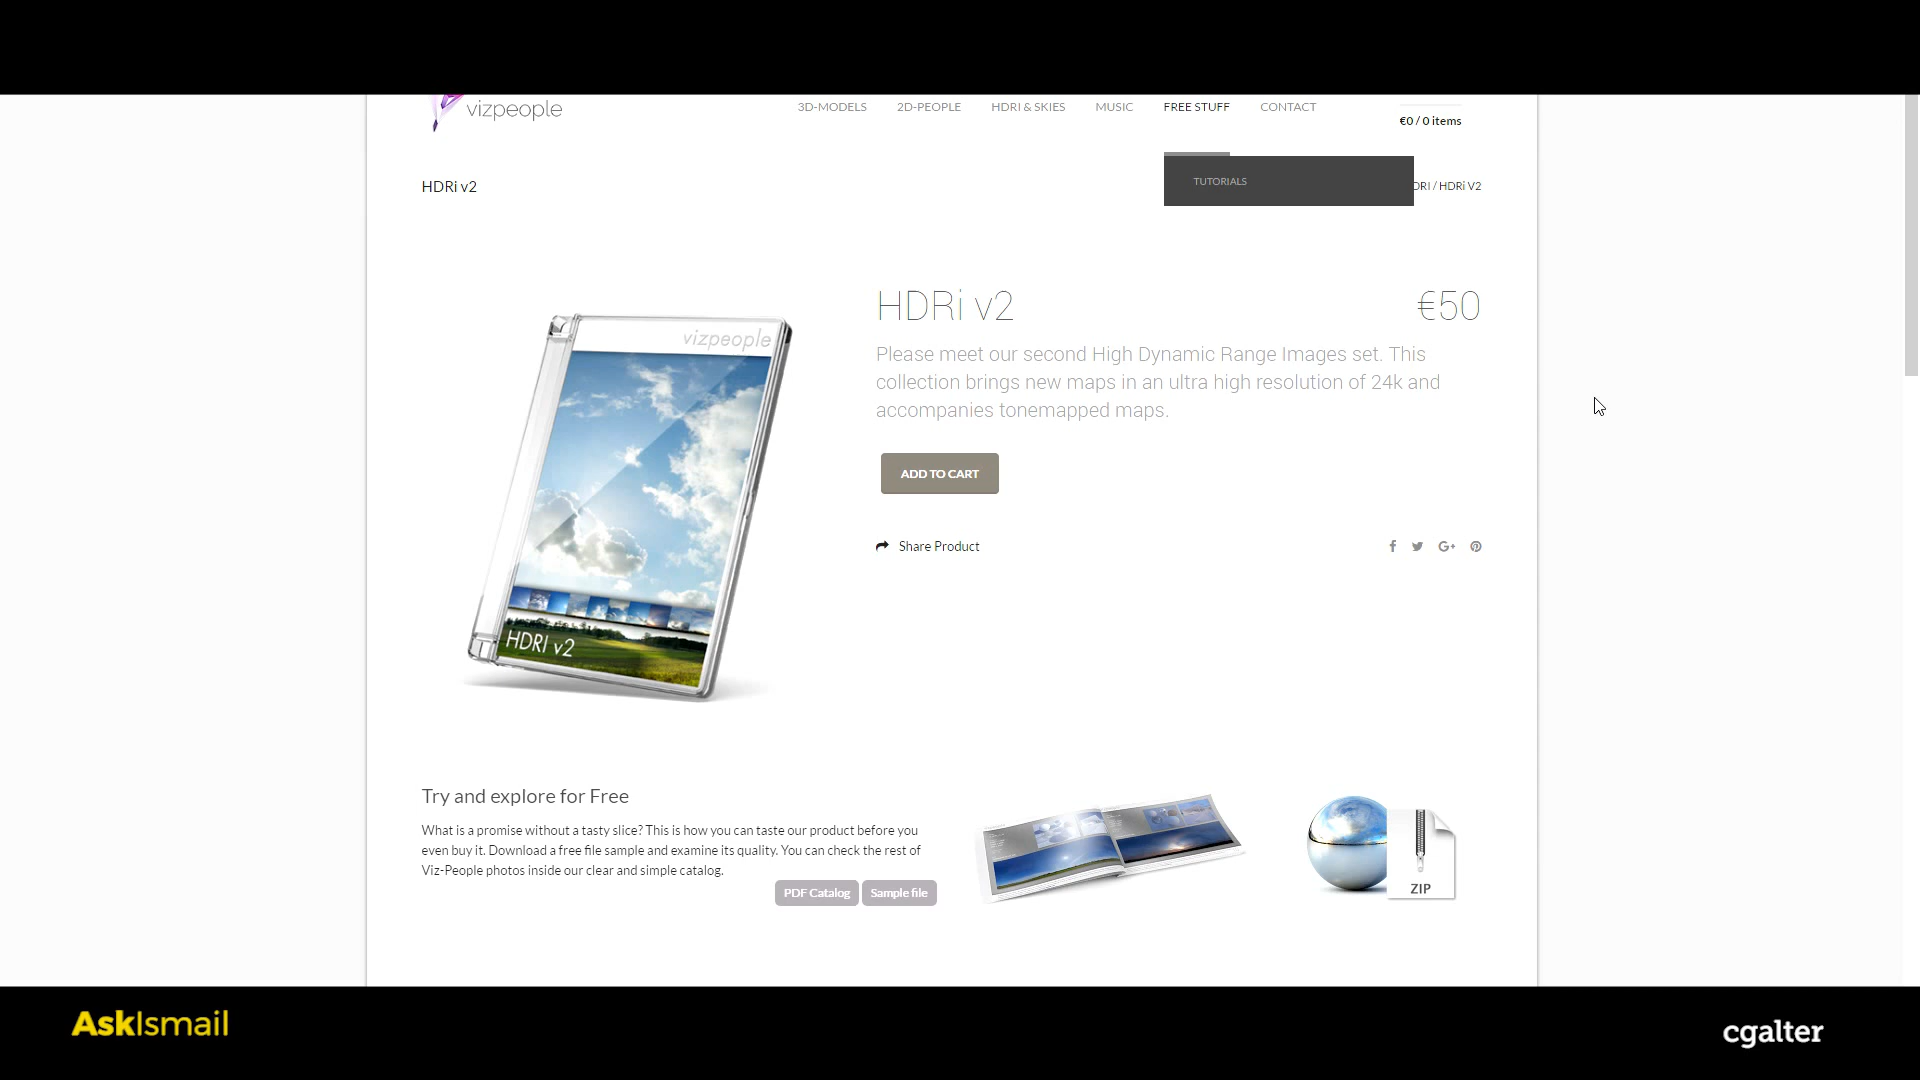 vizpeople
3D-MODELS 2D-PEOPLE HDRI & SKIES MUSIC FREE STUFF CONTACT
€0 / 0 items
HDRi v2
TUTORIALS
DRI / HDRi V2
vizpeople
HDRI v2
HDRi v2 €50
Please meet our second High Dynamic Range Images set. This
collection brings new maps in an ultra high resolution of 24k and
accompanies tonemapped maps.
ADD TO CART
Share Product
Try and explore for Free
What is a promise without a tasty slice? This is how you can taste our product before you
even buy it. Download a free file sample and examine its quality. You can check the rest of
Viz-People photos inside our clear and simple catalog.
PDF Catalog Sample file
ZIP
AskIsmail
cgalter